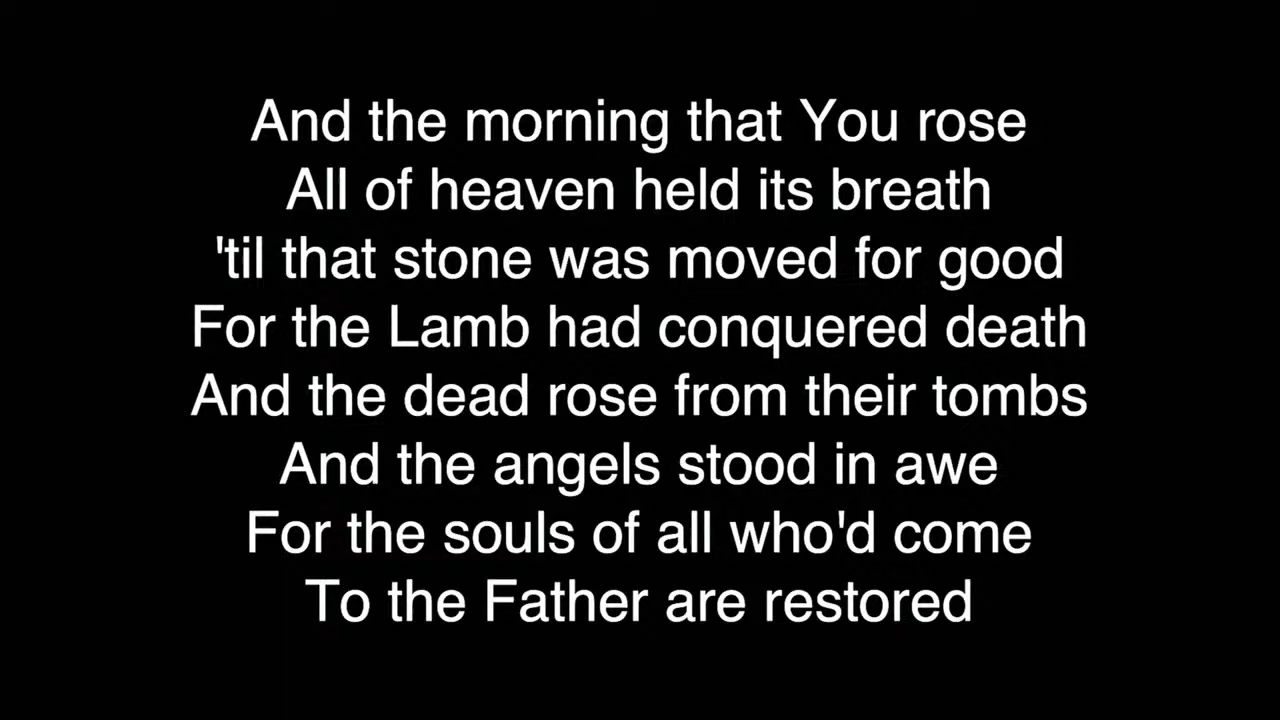 And the morning that You rose
All of heaven held its breath
'til that stone was moved for good
For the Lamb had conquered death
And the dead rose from their tombs
And the angels stood in awe
For the souls of all who'd come
To the Father are restored